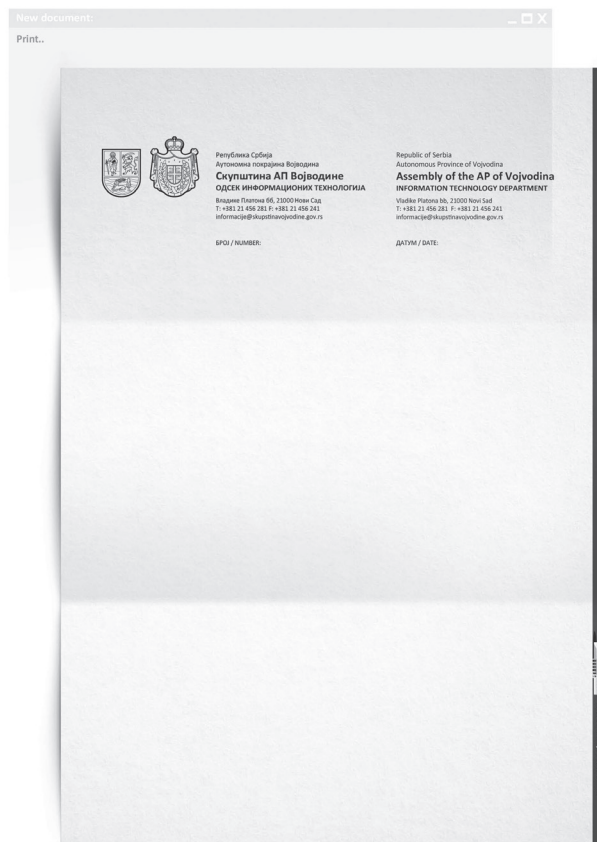 New document:
Print..
Република Србија
Аутономна покрајина Војводина
Скупштина АП Војводине
ОДСЕК ИНФОРМАЦИОНИХ ТЕХНОЛОГИЈА
Владике Платона бб, 21000 Нови Сад
T: +381 21 456 281 F: +381 21 456 241
informacije@skupstinavojvodine.gov.rs
БРОЈ / NUMBER:
Republic of Serbia
Autonomous Province of Vojvodina
Assembly of the AP of Vojvodina
INFORMATION TECHNOLOGY DEPARTMENT
Vladike Platona bb, 21000 Novi Sad
T: +381 21 456 281 F: +381 21 456 241
informacije@skupstinavojvodine.gov.rs
ДАТУМ / DATE: